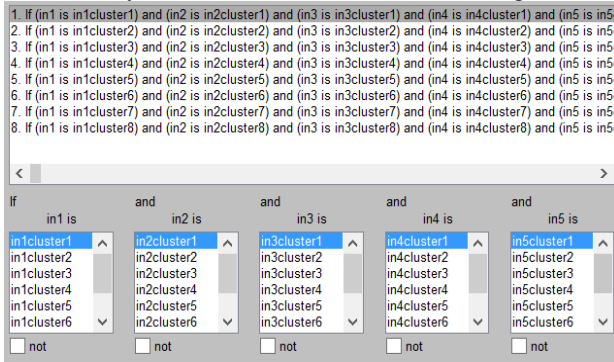 1. If (in1 is in1cluster1) and (in2 is in2cluster1) and (in3 is in3cluster1) and (in4 is in4cluster1) and (in5 is in5
2. If (in1 is in1cluster2) and (in2 is in2cluster2) and (in3 is in3cluster2) and (in4 is in4cluster2) and (in5 is in5
3. If (in1 is in1cluster3) and (in2 is in2cluster3) and (in3 is in3cluster3) and (in4 is in4cluster3) and (in5 is in5
4. If (in1 is in1cluster4) and (in2 is in2cluster4) and (in3 is in3cluster4) and (in4 is in4cluster4) and (in5 is in5
5. If (in1 is in1cluster5) and (in2 is in2cluster5) and (in3 is in3cluster5) and (in4 is in4cluster5) and (in5 is in5
6. If (in1 is in1cluster6) and (in2 is in2cluster6) and (in3 is in3cluster6) and (in4 is in4cluster6) and (in5 is in5
7. If (in1 is in1cluster7) and (in2 is in2cluster7) and (in3 is in3cluster7) and (in4 is in4cluster7) and (in5 is in5
8. If (in1 is in1cluster8) and (in2 is in2cluster8) and (in3 is in3cluster8) and (in4 is in4cluster8) and (in5 is in5
If and and and and
in1 is in2 is in3 is in4 is in5 is
in1cluster1 in2cluster1 in3cluster1 in4cluster1 in5cluster1
in1cluster2 in2cluster2 in3cluster2 in4cluster2 in5cluster2
in1cluster3 in2cluster3 in3cluster3 in4cluster3 in5cluster3
in1cluster4 in2cluster4 in3cluster4 in4cluster4 in5cluster4
in1cluster5 in2cluster5 in3cluster5 in4cluster5 in5cluster5
in1cluster6 in2cluster6 in3cluster6 in4cluster6 in5cluster6
not not not not not